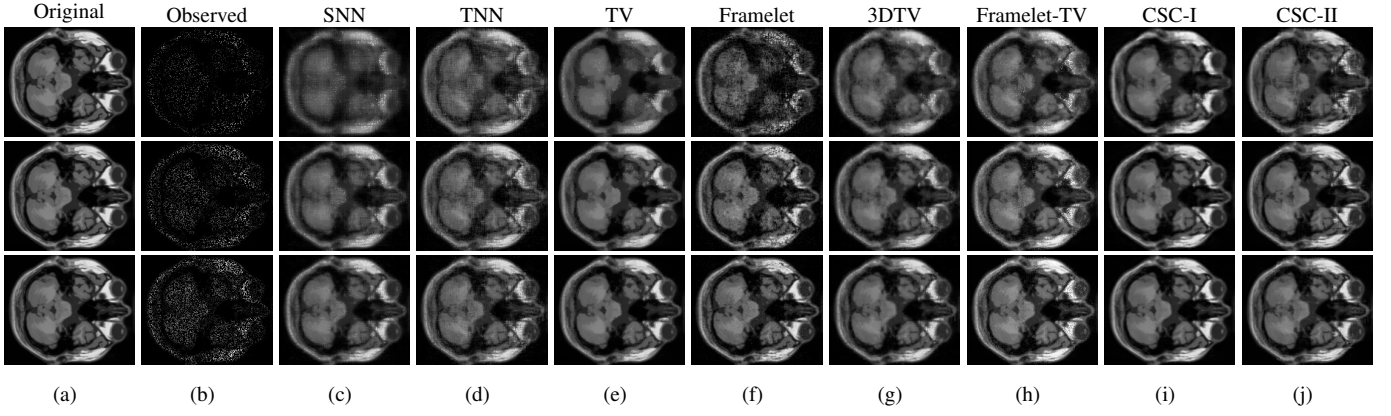 Original Observed SNN TNN TV Framelet 3DTV Framelet-TV CSC-I CSC-II
(a) (b) (c) (d) (e) (f) (g) (h) (i) (j)